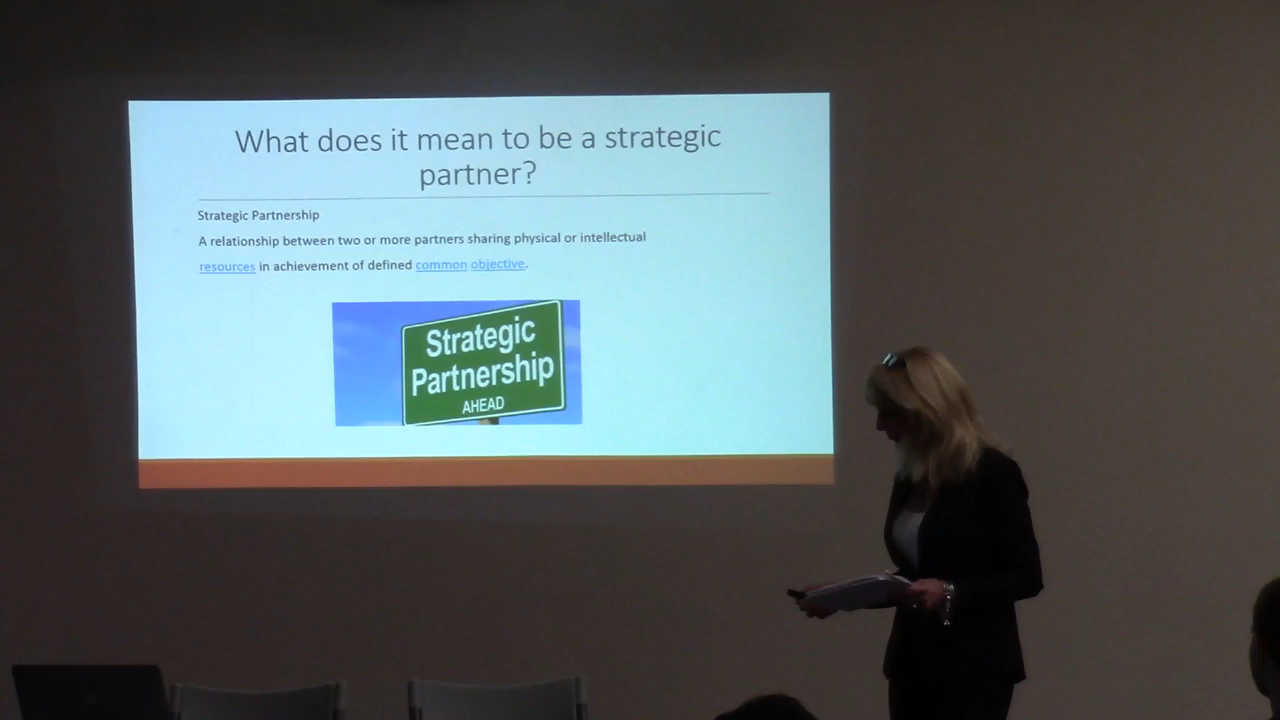 What does it mean to be a strategic
partner?
Strategic Partnership
A relationship between two or more partners sharing physical or intellectual
resources in achievement of defined common objective.
Strategic
Partnership
AHEAD